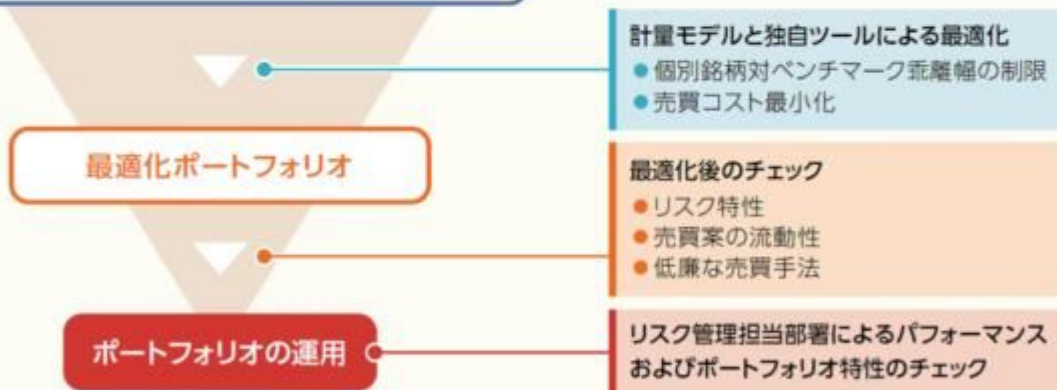 計量モデルと独自ツールによる最適化
●個別銘柄対ベンチマーク乖離幅の制限
●売買コスト最小化
最適化ポートフォリオ
最適化後のチェック
●リスク特性
●売買案の流動性
●低廉な売買手法
ポートフォリオの運用
リスク管理担当部署によるパフォーマンス
およびポートフォリオ特性のチェック